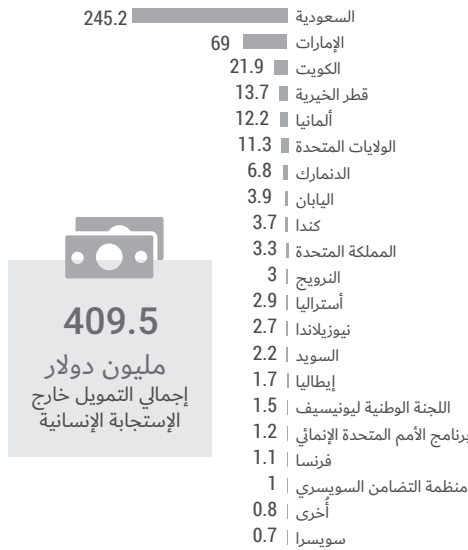 السعودية 245.2
الإمارات 69
الكويت 21.9
قطر الخيرية 13.7
ألمانيا 12.2
الولايات المتحدة 11.3
الدنمارك 6.8
اليابان 3.9
كندا 3.7
المملكة المتحدة 3.3
النرويج 3
أستراليا 2.9
نيوزيلاندا 2.7
السويد 2.2
إيطاليا 1.7
اللجنة الوطنية ليونيسيف 1.5
برنامج الأمم المتحدة الإنمائي 1.2
فرنسا 1.1
منظمة التضامن السويسري 1
أُخرى 0.8
سويسرا 0.7
409.5
مليون دولار
إجمالي التمويل خارج
الإستجابة الإنسانية